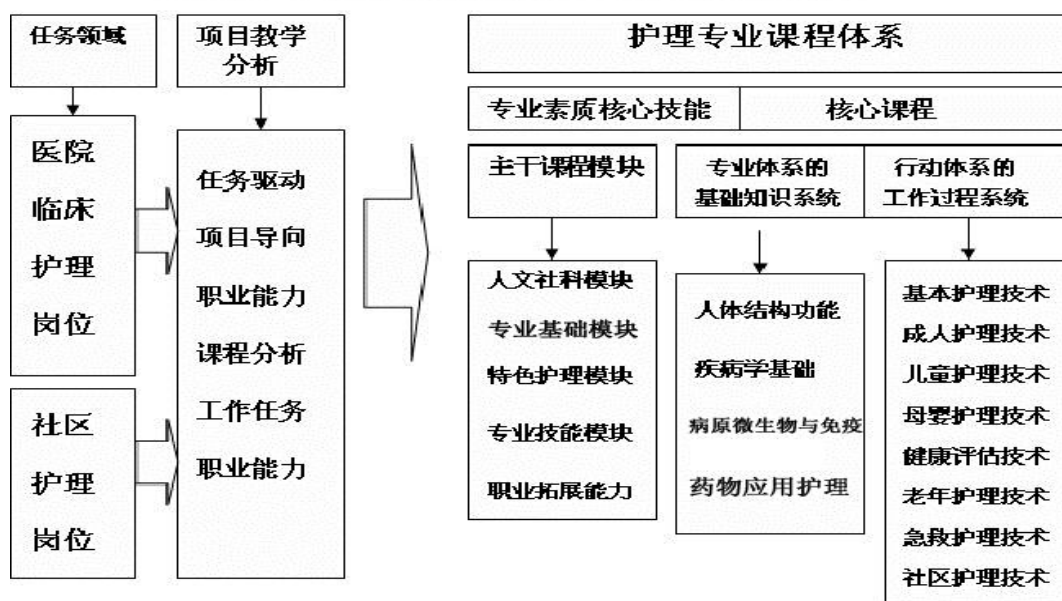 任务领域
项目教学
分析
医院
临床
护理
岗位
社区
护理
岗位
任务驱动
项目导向
职业能力
课程分析
工作任务
职业能力
护理专业课程体系
专业素质核心技能
核心课程
主干课程模块
专业体系的
基础知识系统
行动体系的
工作过程系统
人文社科模块
专业基础模块
特色护理模块
专业技能模块
职业拓展能力
人体结构功能
疾病学基础
病原微生物与免疫
药物应用护理
基本护理技术
成人护理技术
儿童护理技术
母婴护理技术
健康评估技术
老年护理技术
急救护理技术
社区护理技术